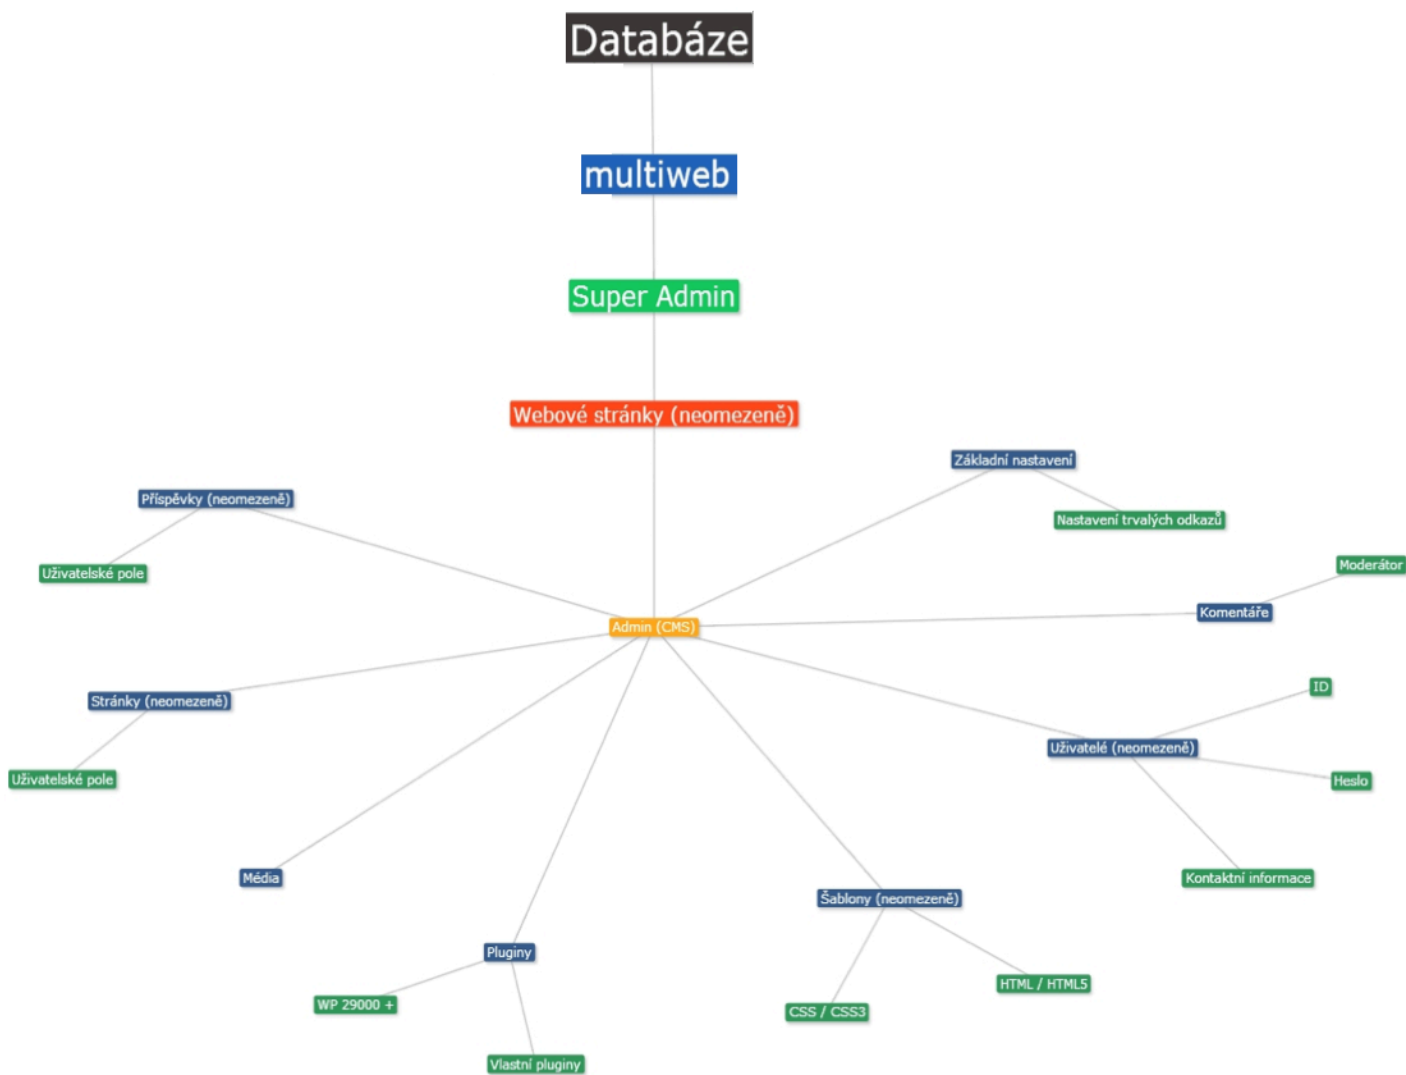 Databáze
multiweb
Super Admin
Webové stránky (neomezeně)
Základní nastavení
Příspěvky (neomezeně)
Nastavení trvalých odkazů
Moderátor
Uživatelské pole
Komentáře
Admin (CMS)
ID
Stránky (neomezeně)
Uživatelé (neomezeně)
Uživatelské pole
Heslo
Média
Kontaktní informace
Šablony (neomezeně)
Pluginy
HTML / HTML5
WP 29000 +
CSS / CSS3
Vlastní pluginy